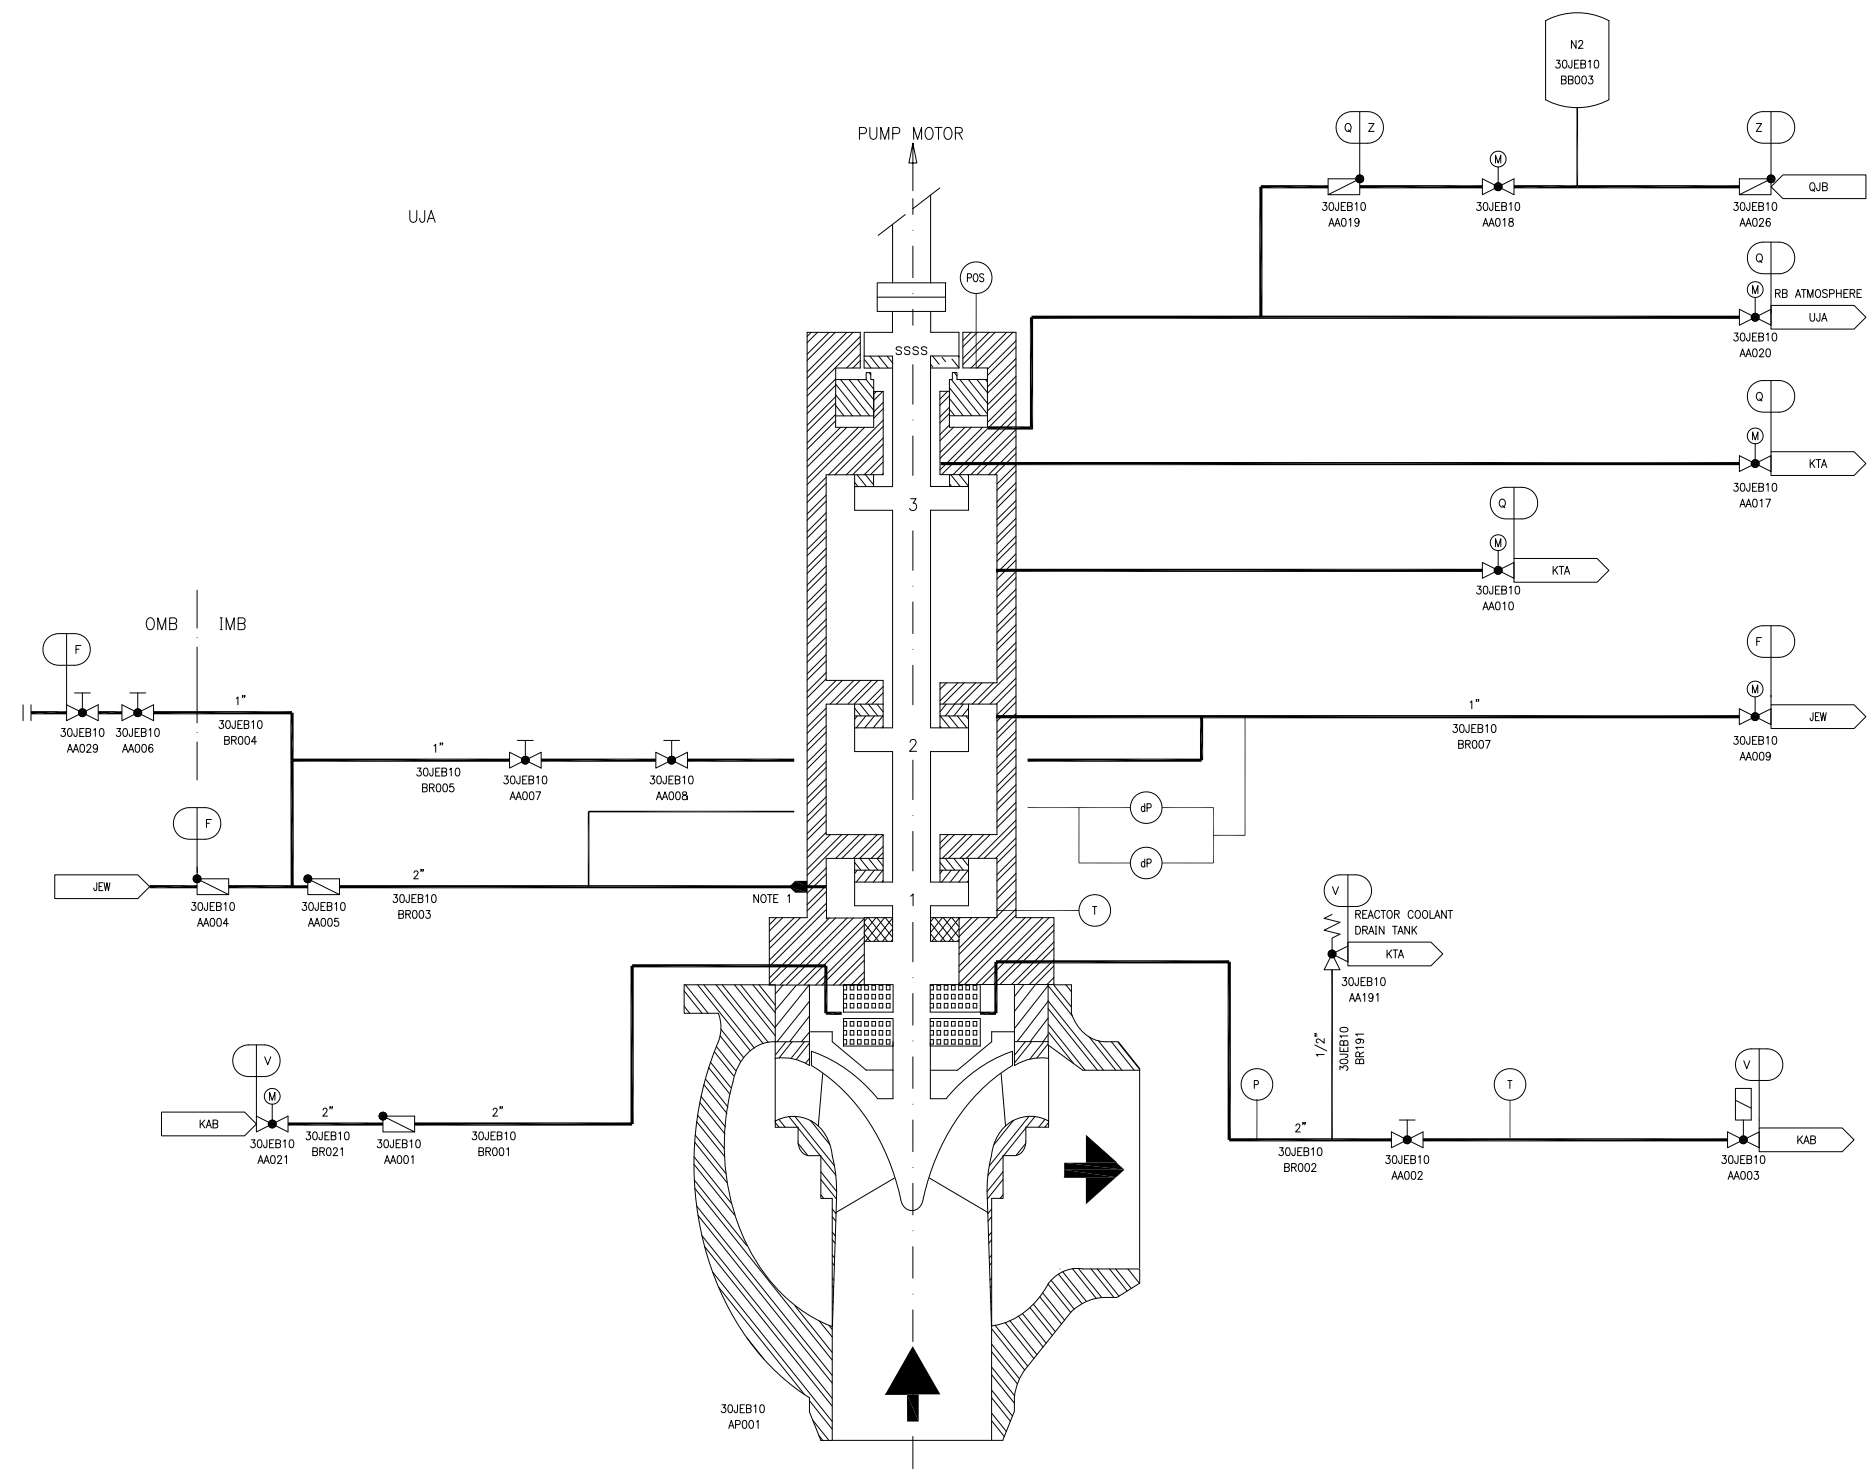 N2
30JEB10
BB003
PUMP MOTOR
Q Z
Z
M
QJB
30JEB10
AA019
30JEB10
AA018
30JEB10
AA026
UJA
Q
POS
M
RB ATMOSPHERE
UJA
30JEB10
AA020
SSSS
Q
M
KTA
30JEB10
AA017
3
Q
M
KTA
30JEB10
AA010
OMB
IMB
F
F
M
1"
30JEB10
BR004
30JEB10
AA029
30JEB10
AA006
1"
30JEB10
BR007
JEW
30JEB10
AA009
2
1"
30JEB10
BR005
30JEB10
AA007
30JEB10
AA008
dP
dP
F
JEW
30JEB10
AA004
30JEB10
AA005
2"
30JEB10
BR003
NOTE 1
1
T
V
REACTOR COOLANT
DRAIN TANK
KTA
30JEB10
AA191
1/2"
30JEB10
BR191
V
M
KAB
30JEB10
AA021
2"
30JEB10
BR021
30JEB10
AA001
2"
30JEB10
BR001
P
T
V
2"
30JEB10
BR002
30JEB10
AA002
30JEB10
AA003
KAB
30JEB10
AP001